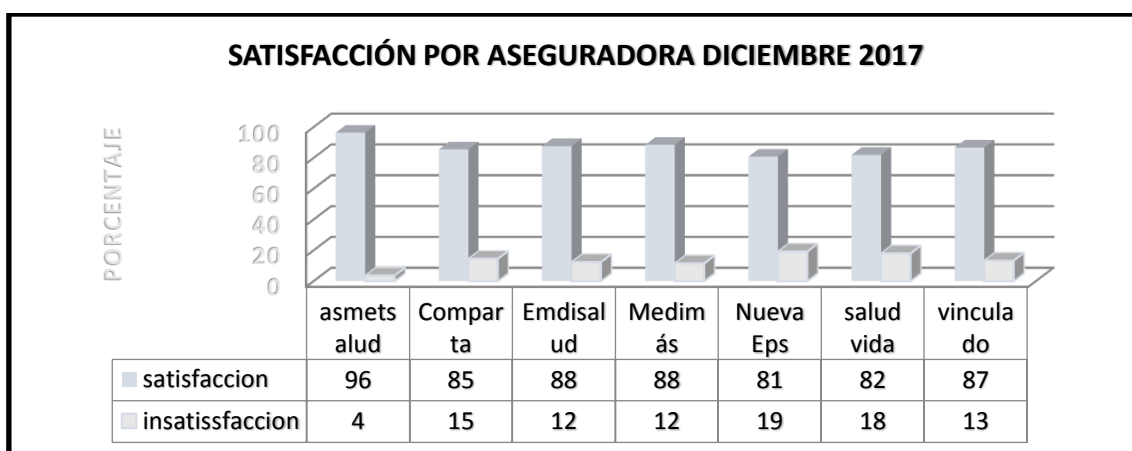 SATISFACCIÓN POR ASEGURADORA DICIEMBRE 2017
PORCENTAJE
100
80
60
40
20
0
asmets Compar Emdisal Medim Nueva salud vincula
alud ta ud ás Eps vida do
satisfaccion 96 85 88 88 81 82 87
insatissfaccion 4 15 12 12 19 18 13